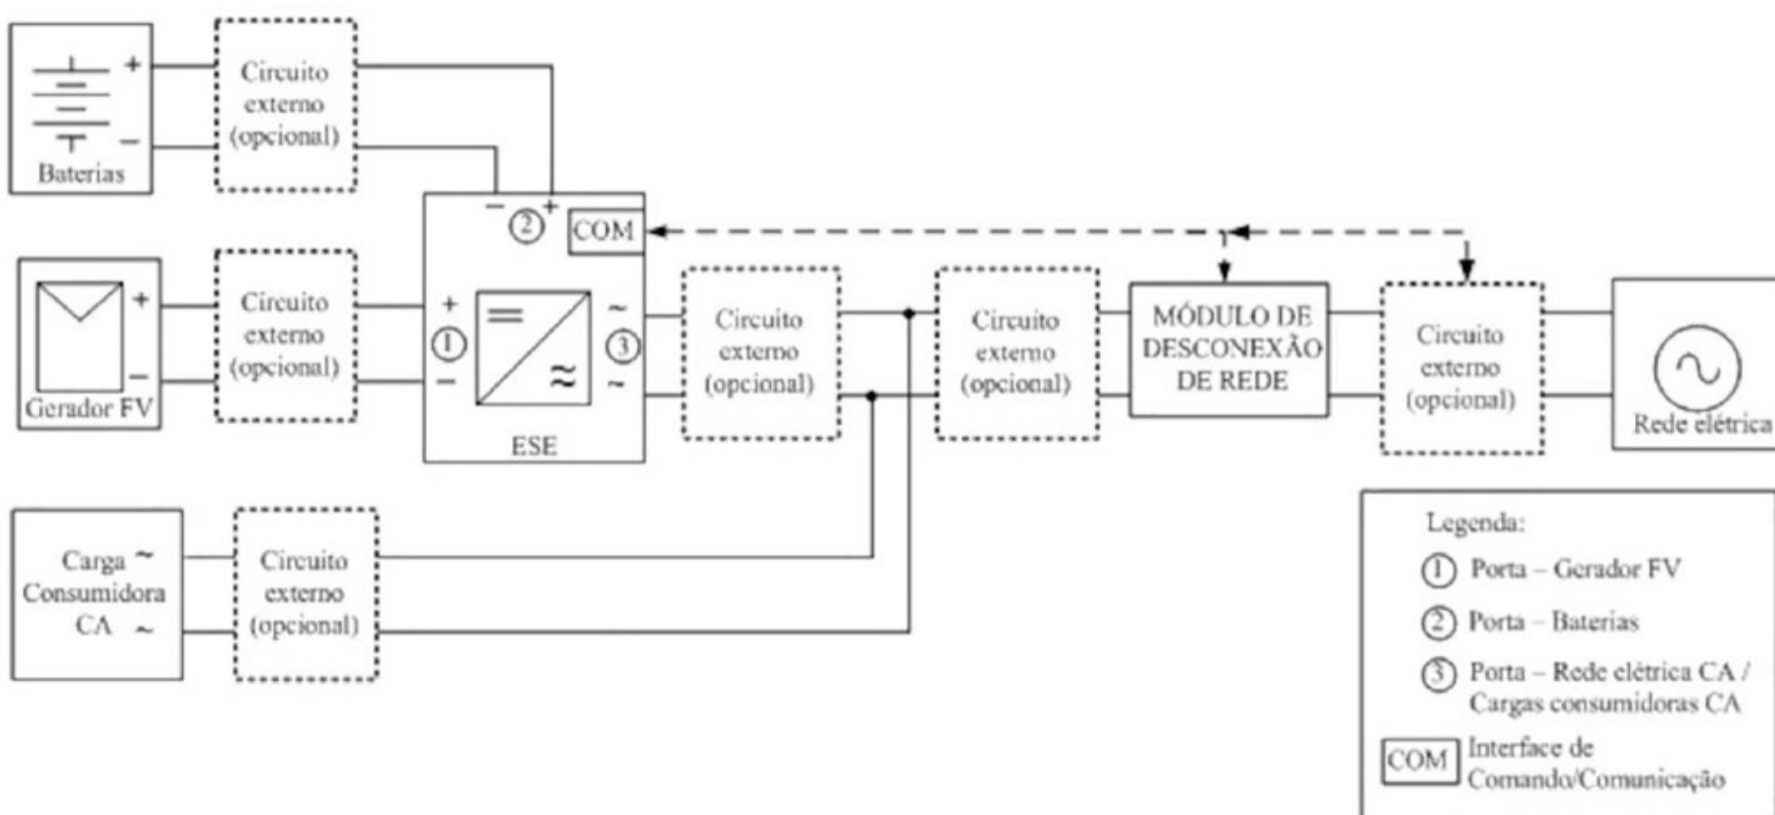 +
−
Baterias
Circuito
externo
(opcional)
− ② +
COM
+
−
Gerador FV
Circuito
externo
(opcional)
+
①
−
=
≈
~
③
~
ESE
Circuito
externo
(opcional)
Circuito
externo
(opcional)
MÓDULO DE
DESCONEXÃO
DE REDE
Circuito
externo
(opcional)
~
Rede elétrica
Carga ~
Consumidora
CA ~
Circuito
externo
(opcional)
Legenda:
① Porta – Gerador FV
② Porta – Baterias
③ Porta – Rede elétrica CA /
Cargas consumidoras CA
COM Interface de
Comando/Comunicação